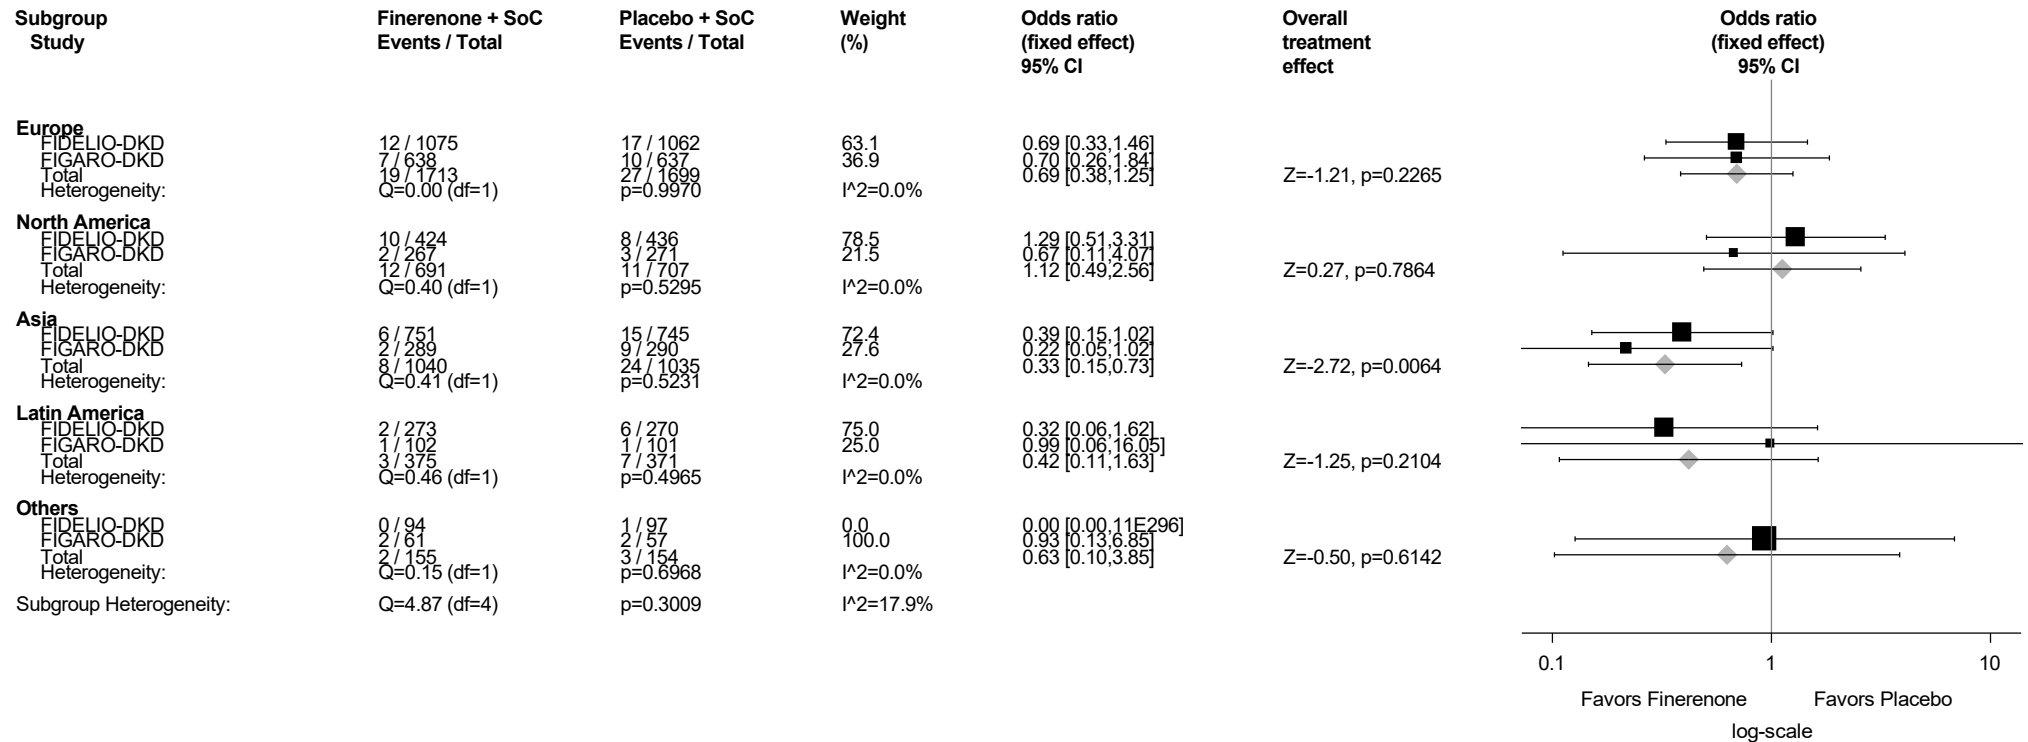 Subgroup Finerenone + SoC Placebo + SoC Weight Odds ratio Overall Odds ratio
Study Events / Total Events / Total (%) (fixed effect) treatment (fixed effect)
95% CI effect 95% CI
Europe
FIDELIO-DKD 12 / 1075 17 / 1062 63.1 0.69 [0.33,1.46]
FIGARO-DKD 7 / 638 10 / 637 36.9 0.70 [0.26,1.84]
Total 19 / 1713 27 / 1699 0.69 [0.38,1.25] Z=-1.21, p=0.2265
Heterogeneity: Q=0.00 (df=1) p=0.9970 I^2=0.0%
North America
FIDELIO-DKD 10 / 424 8 / 436 78.5 1.29 [0.51,3.31]
FIGARO-DKD 2 / 267 3 / 271 21.5 0.67 [0.11,4.07]
Total 12 / 691 11 / 707 1.12 [0.49,2.56] Z=0.27, p=0.7864
Heterogeneity: Q=0.40 (df=1) p=0.5295 I^2=0.0%
Asia
FIDELIO-DKD 6 / 751 15 / 745 72.4 0.39 [0.15,1.02]
FIGARO-DKD 2 / 289 9 / 290 27.6 0.22 [0.05,1.02]
Total 8 / 1040 24 / 1035 0.33 [0.15,0.73] Z=-2.72, p=0.0064
Heterogeneity: Q=0.41 (df=1) p=0.5231 I^2=0.0%
Latin America
FIDELIO-DKD 2 / 273 6 / 270 75.0 0.32 [0.06,1.62]
FIGARO-DKD 1 / 102 1 / 101 25.0 0.99 [0.06,16.05]
Total 3 / 375 7 / 371 0.42 [0.11,1.63] Z=-1.25, p=0.2104
Heterogeneity: Q=0.46 (df=1) p=0.4965 I^2=0.0%
Others
FIDELIO-DKD 0 / 94 1 / 97 0.0 0.00 [0.00,11E296]
FIGARO-DKD 2 / 61 2 / 57 100.0 0.93 [0.13,6.85]
Total 2 / 155 3 / 154 0.63 [0.10,3.85] Z=-0.50, p=0.6142
Heterogeneity: Q=0.15 (df=1) p=0.6968 I^2=0.0%
Subgroup Heterogeneity: Q=4.87 (df=4) p=0.3009 I^2=17.9%
0.1 1 10
Favors Finerenone Favors Placebo
log-scale